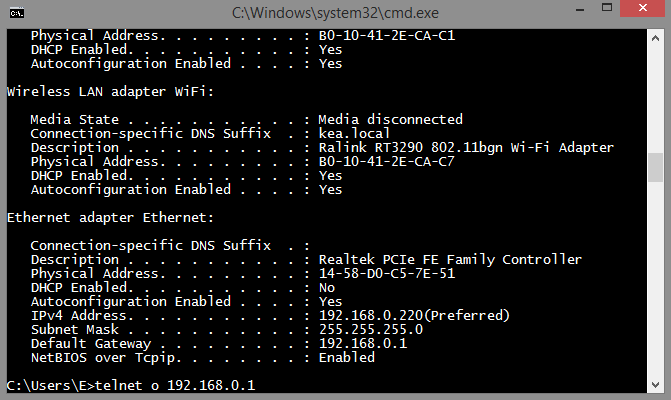 C:\Windows\system32\cmd.exe
Physical Address. . . . . . . . . : B0-10-41-2E-CA-C1
DHCP Enabled. . . . . . . . . . . : Yes
Autoconfiguration Enabled . . . . : Yes
Wireless LAN adapter WiFi:
Media State . . . . . . . . . . . : Media disconnected
Connection-specific DNS Suffix  . : kea.local
Description . . . . . . . . . . . : Ralink RT3290 802.11bgn Wi-Fi Adapter
Physical Address. . . . . . . . . : B0-10-41-2E-CA-C7
DHCP Enabled. . . . . . . . . . . : Yes
Autoconfiguration Enabled . . . . : Yes
Ethernet adapter Ethernet:
Connection-specific DNS Suffix  . :
Description . . . . . . . . . . . : Realtek PCIe FE Family Controller
Physical Address. . . . . . . . . : 14-58-D0-C5-7E-51
DHCP Enabled. . . . . . . . . . . : No
Autoconfiguration Enabled . . . . : Yes
IPv4 Address. . . . . . . . . . . : 192.168.0.220(Preferred)
Subnet Mask . . . . . . . . . . . : 255.255.255.0
Default Gateway . . . . . . . . . : 192.168.0.1
NetBIOS over Tcpip. . . . . . . . : Enabled
C:\Users\E>telnet o 192.168.0.1